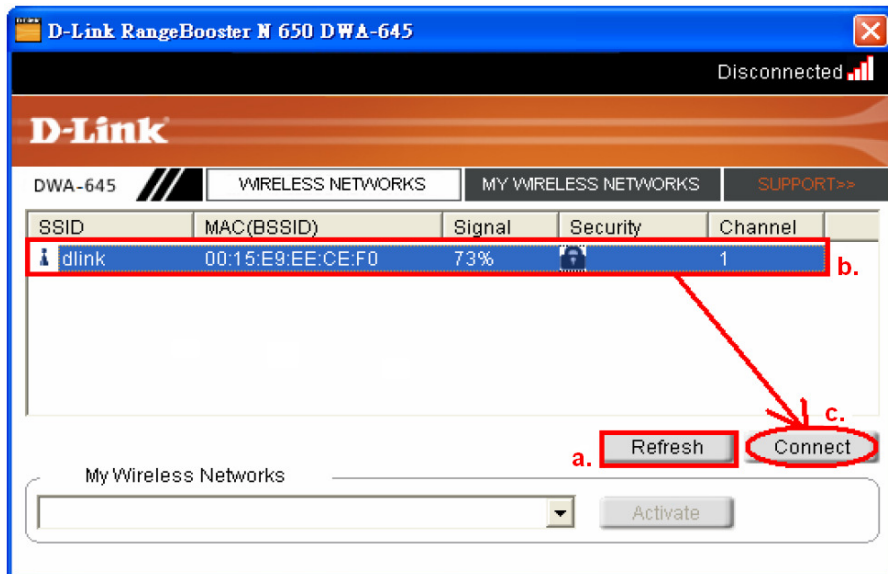 D-Link RangeBooster N 650 DWA-645
Disconnected
D-Link
DWA-645 WIRELESS NETWORKS MY WIRELESS NETWORKS SUPPORT>>
SSID MAC(BSSID) Signal Security Channel
dlink 00:15:E9:EE:CE:F0 73% 1 b.
c.
a. Refresh Connect
My Wireless Networks
Activate